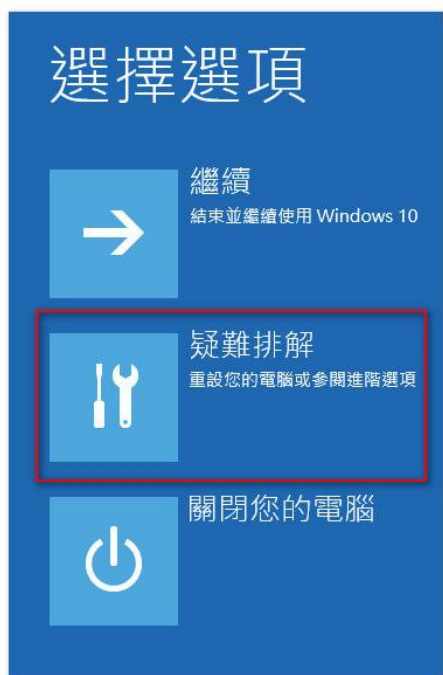 選擇選項
繼續
結束並繼續使用 Windows 10
疑難排解
重設您的電腦或參閱進階選項
關閉您的電腦